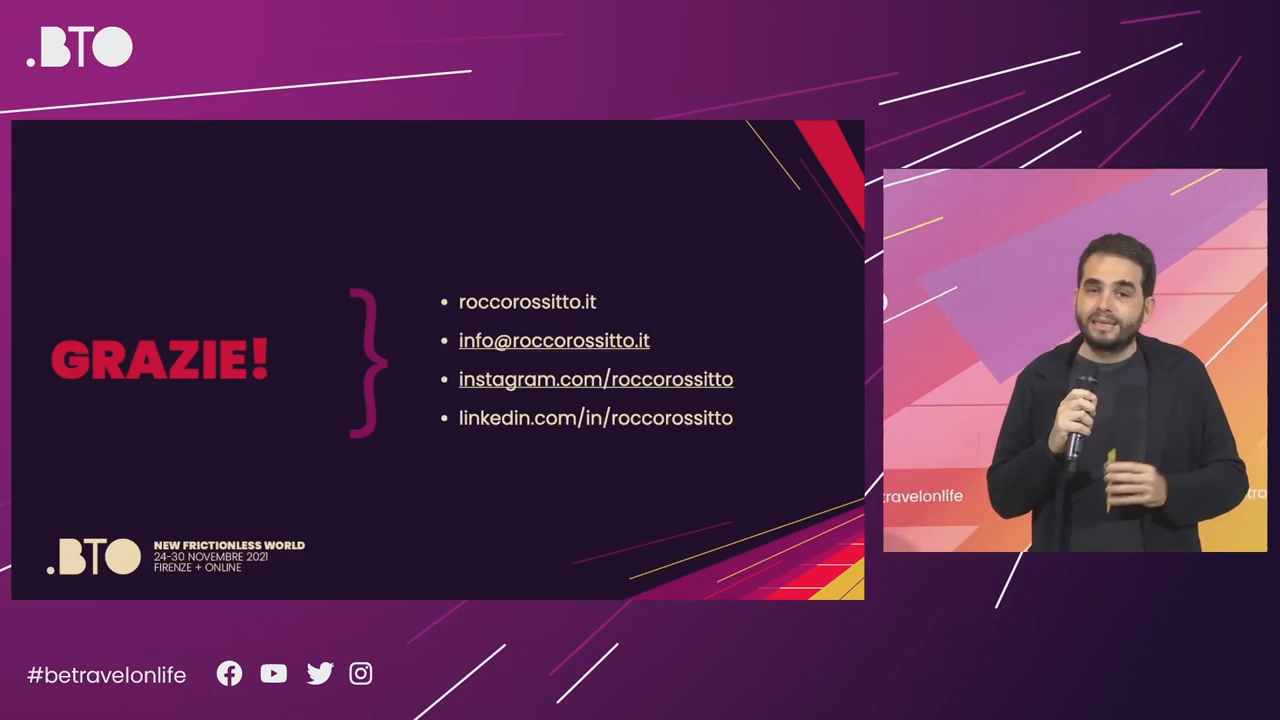 .BTO
GRAZIE!
roccorossitto.it
info@roccorossitto.it
instagram.com/roccorossitto
linkedin.com/in/roccorossitto
.BTO
NEW FRICTIONLESS WORLD
24-30 NOVEMBRE 2021
FIRENZE + ONLINE
travelonlife
tra
#betravelonlife